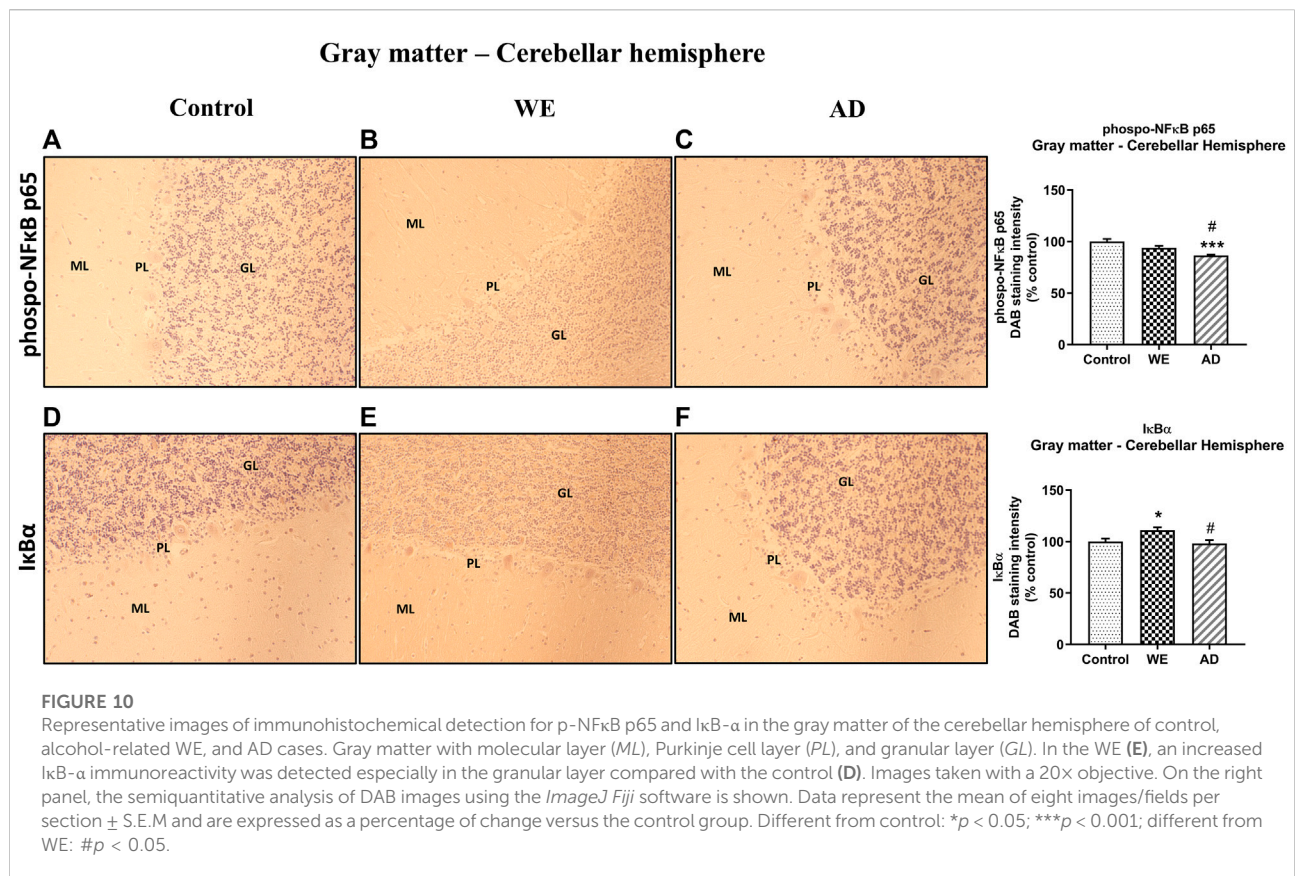 Gray matter – Cerebellar hemisphere
Control
WE
AD
A
B
C
phospo-NFκB p65
ML
PL
GL
ML
PL
GL
ML
PL
GL
phospo-NFκB p65
Gray matter - Cerebellar Hemisphere
phospo-NFκB p65
DAB staining intensity
(% control)
150
100
50
0
#
***
Control
WE
AD
D
E
F
IκBα
GL
PL
ML
GL
PL
ML
GL
PL
ML
IκBα
Gray matter - Cerebellar Hemisphere
IκBα
DAB staining intensity
(% control)
150
100
50
0
*
#
Control
WE
AD
FIGURE 10
Representative images of immunohistochemical detection for p-NFκB p65 and IκB-α in the gray matter of the cerebellar hemisphere of control,
alcohol-related WE, and AD cases. Gray matter with molecular layer (ML), Purkinje cell layer (PL), and granular layer (GL). In the WE (E), an increased
IκB-α immunoreactivity was detected especially in the granular layer compared with the control (D). Images taken with a 20× objective. On the right
panel, the semiquantitative analysis of DAB images using the ImageJ Fiji software is shown. Data represent the mean of eight images/fields per
section ± S.E.M and are expressed as a percentage of change versus the control group. Different from control: *p < 0.05; ***p < 0.001; different from
WE: #p < 0.05.